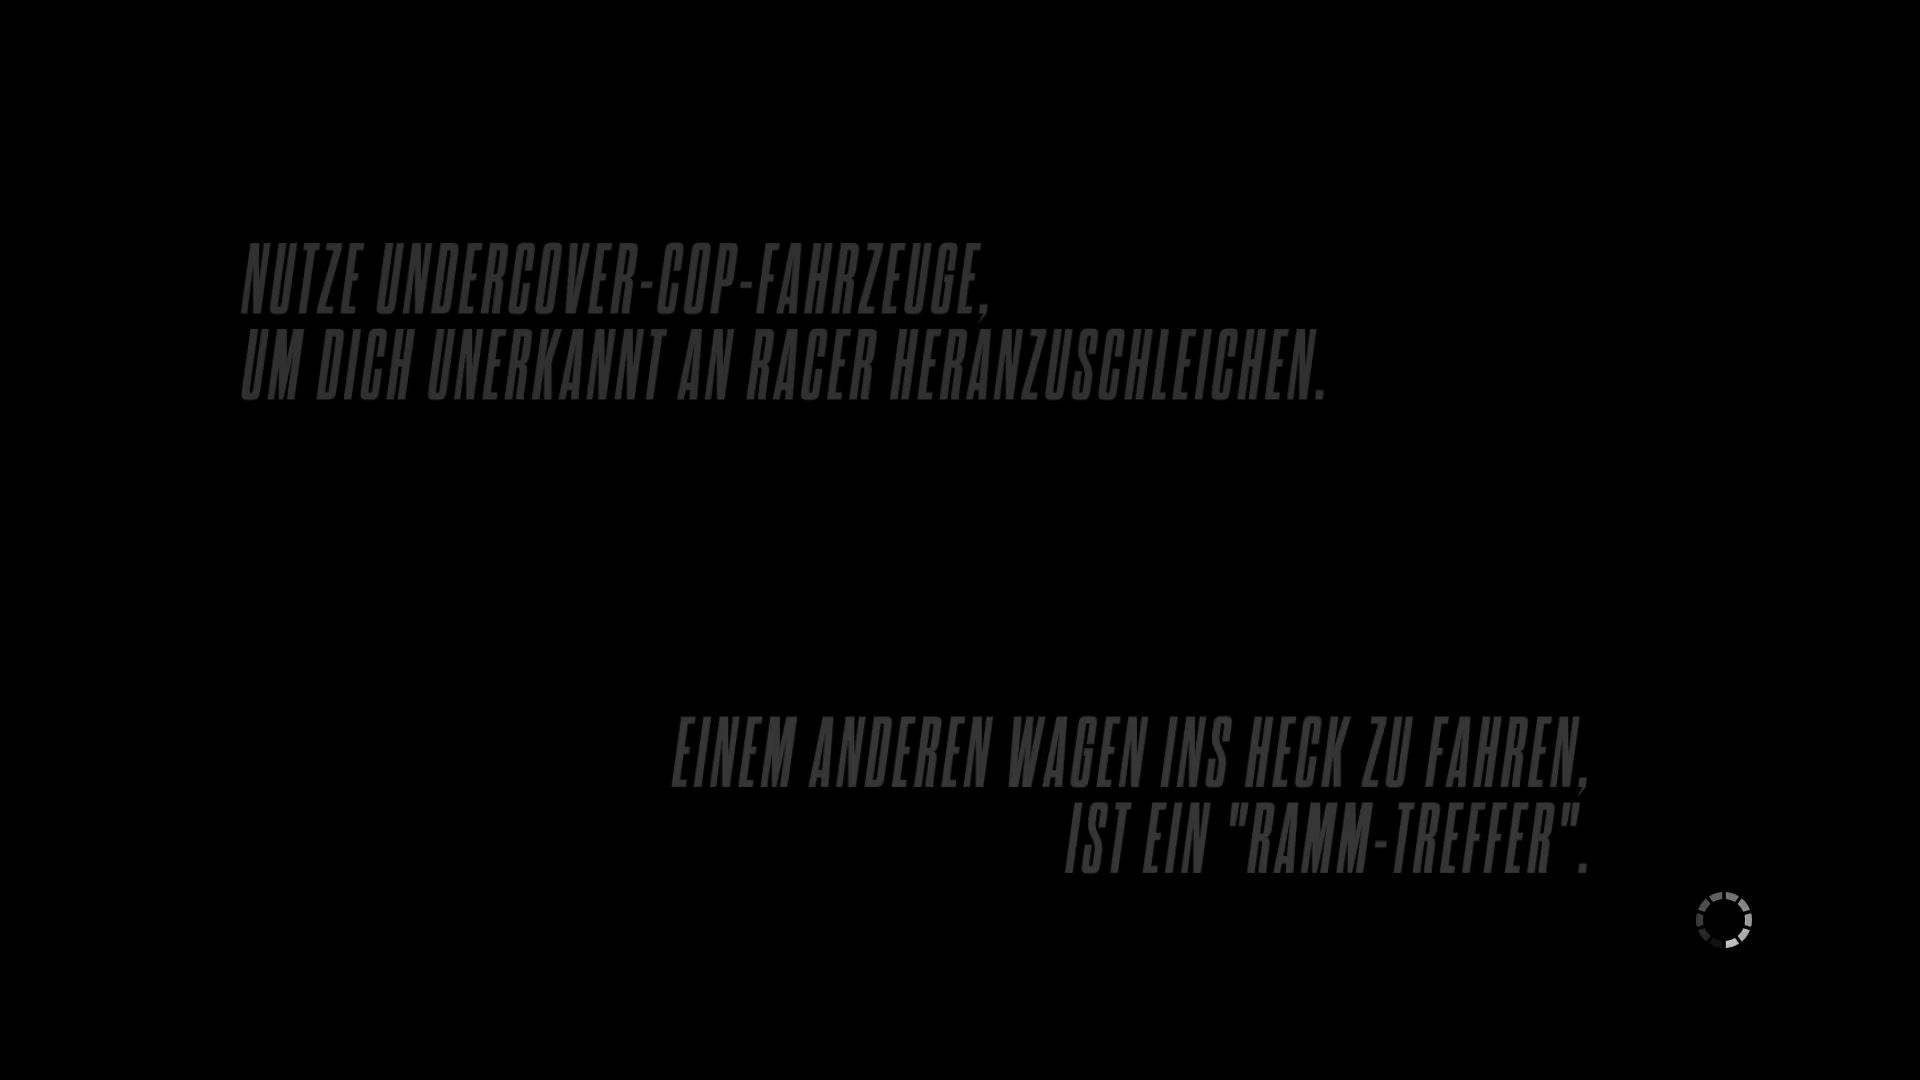 NUTZE UNDERCOVER-COP-FAHRZEUGE,
UM DICH UNERKANNT AN RACER HERANZUSCHLEICHEN.
EINEM ANDEREN WAGEN INS HECK ZU FAHREN,
IST EIN "RAMM-TREFFER".